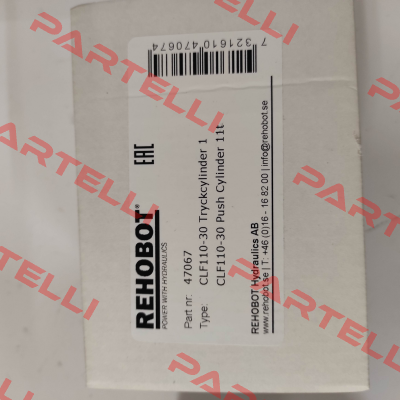 REHOBOT®
POWER WITH HYDRAULICS
EAC
Part nr: 47067
Type: CLF110-30 Tryckcylinder 1
CLF110-30 Push Cylinder 11t
REHOBOT Hydraulics AB
www.rehobot.se | T: +46 (0)16 - 16 82 00 | info@rehobot.se
7 321610 470674
PARTELLI
PARTELLI
PARTELLI
PARTELLI
PARTELLI